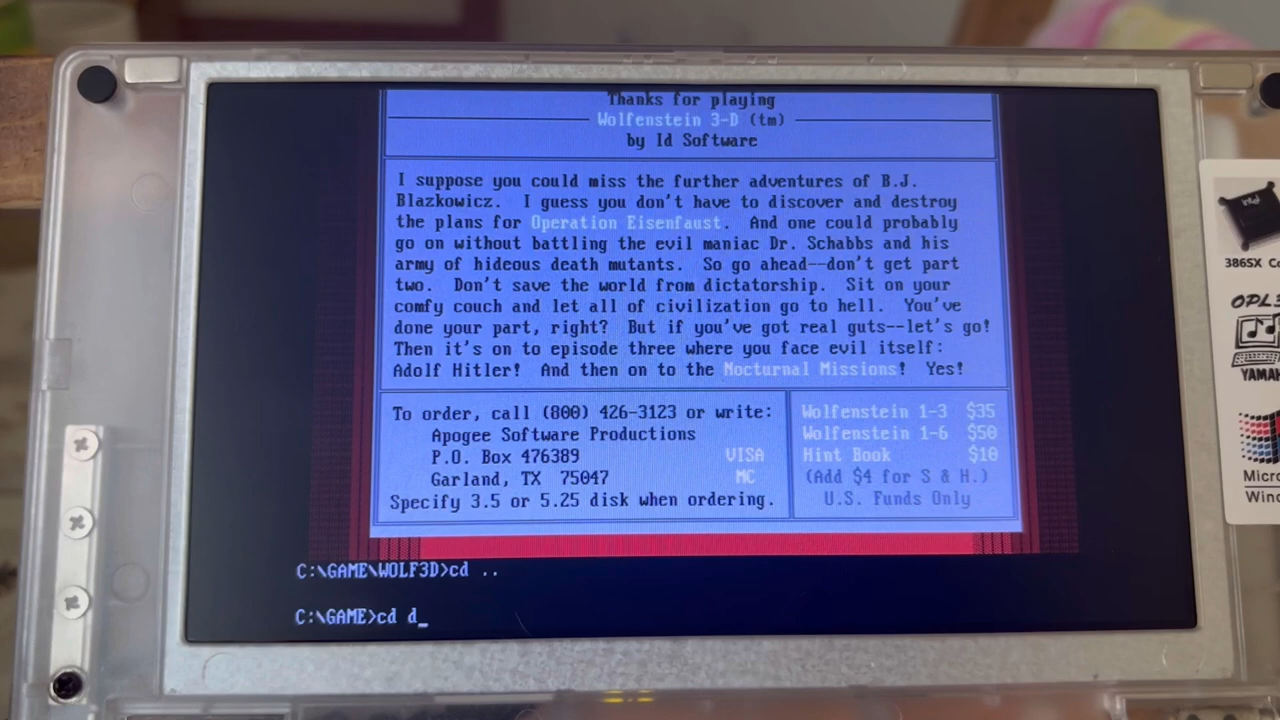 Thanks for playing
Wolfenstein 3-D (tm)
by Id Software
I suppose you could miss the further adventures of B.J.
Blazkowicz. I guess you don't have to discover and destroy
the plans for Operation Eisenfaust. And one could probably
go on without battling the evil maniac Dr. Schabbs and his
army of hideous death mutants. So go ahead--don't get part
two. Don't save the world from dictatorship. Sit on your
comfy couch and let all of civilization go to hell. You've
done your part, right? But if you've got real guts--let's go!
Then it's on to episode three where you face evil itself:
Adolf Hitler! And then on to the Nocturnal Missions! Yes!
To order, call (800) 426-3123 or write:
Apogee Software Productions
P.O. Box 476389 VISA
Garland, TX 75047 MC
Specify 3.5 or 5.25 disk when ordering.
Wolfenstein 1-3 $35
Wolfenstein 1-6 $50
Hint Book $10
(Add $4 for S & H.)
U.S. Funds Only
C:\GAME\WOLF3D>cd ..
C:\GAME>cd d_
intel
386SX
OPL3
YAMAH
Micro
Wind